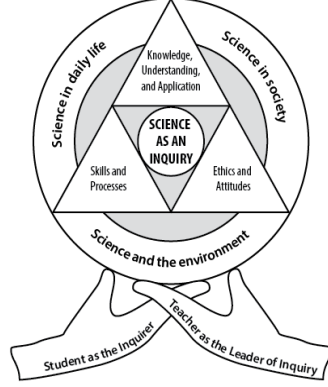 Science in daily life
Science in society
Knowledge,
Understanding,
and Application
SCIENCE
AS AN
INQUIRY
Skills and
Processes
Ethics and
Attitudes
Science and the environment
Student as the Inquirer
Teacher as the Leader of Inquiry